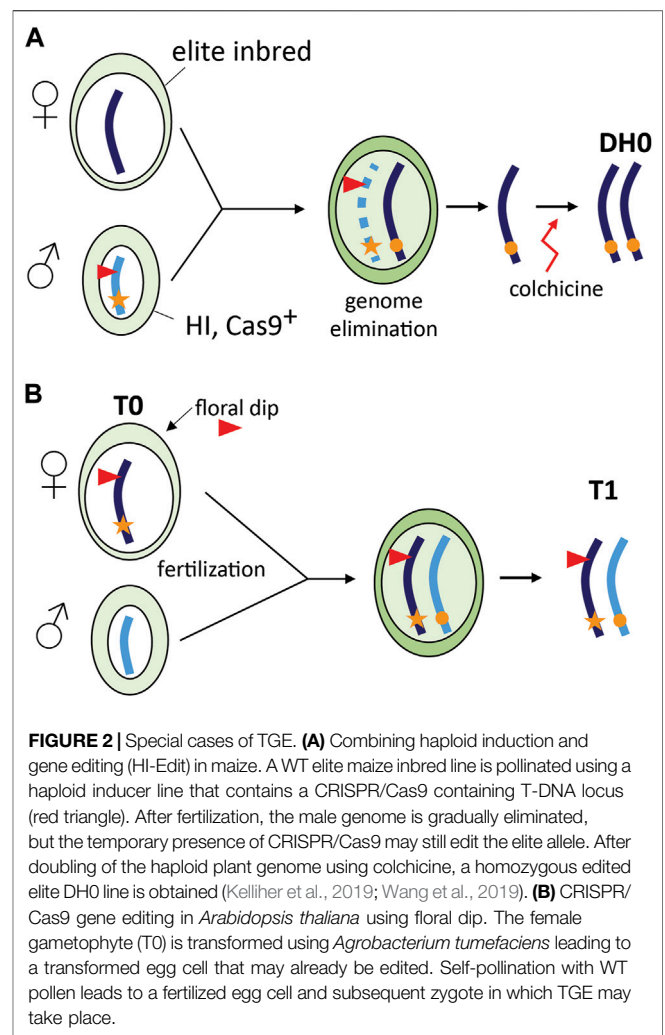 A
elite inbred
♀
♂
HI, Cas9⁺
genome
elimination
DH0
colchicine
B
T0
floral dip
♀
♂
fertilization
T1
FIGURE 2 | Special cases of TGE. (A) Combining haploid induction and
gene editing (HI-Edit) in maize. A WT elite maize inbred line is pollinated using a
haploid inducer line that contains a CRISPR/Cas9 containing T-DNA locus
(red triangle). After fertilization, the male genome is gradually eliminated,
but the temporary presence of CRISPR/Cas9 may still edit the elite allele. After
doubling of the haploid plant genome using colchicine, a homozygous edited
elite DH0 line is obtained (Kelliher et al., 2019; Wang et al., 2019). (B) CRISPR/
Cas9 gene editing in Arabidopsis thaliana using floral dip. The female
gametophyte (T0) is transformed using Agrobacterium tumefaciens leading to
a transformed egg cell that may already be edited. Self-pollination with WT
pollen leads to a fertilized egg cell and subsequent zygote in which TGE may
take place.